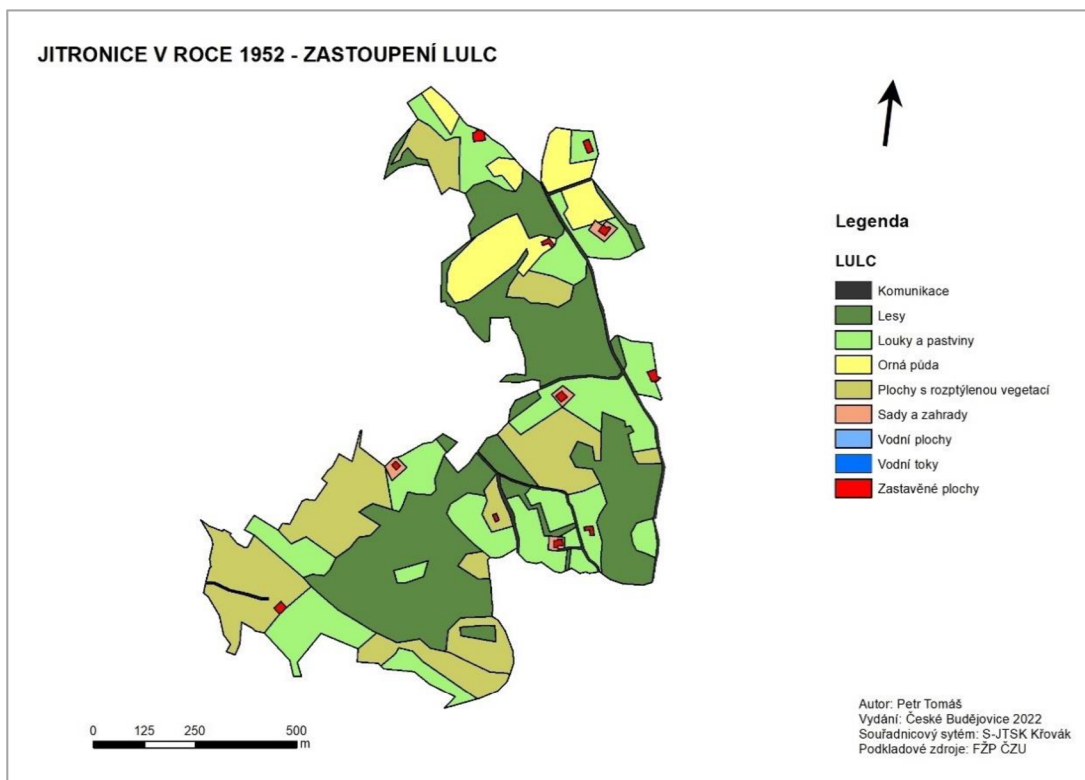 JITRONICE V ROCE 1952 - ZASTOUPENÍ LULC
Legenda
LULC
Komunikace
Lesy
Louky a pastviny
Orná púda
Plochy s rozptýlenou vegetací
Sady a zahrady
Vodní plochy
Vodní toky
Zastavěné plochy
0 125 250 500
m
Autor: Petr Tomáš
Vydání: České Budějovice 2022
Souřadnicový sytém: S-JTSK Křovák
Podkladové zdroje: FŽP ČZU